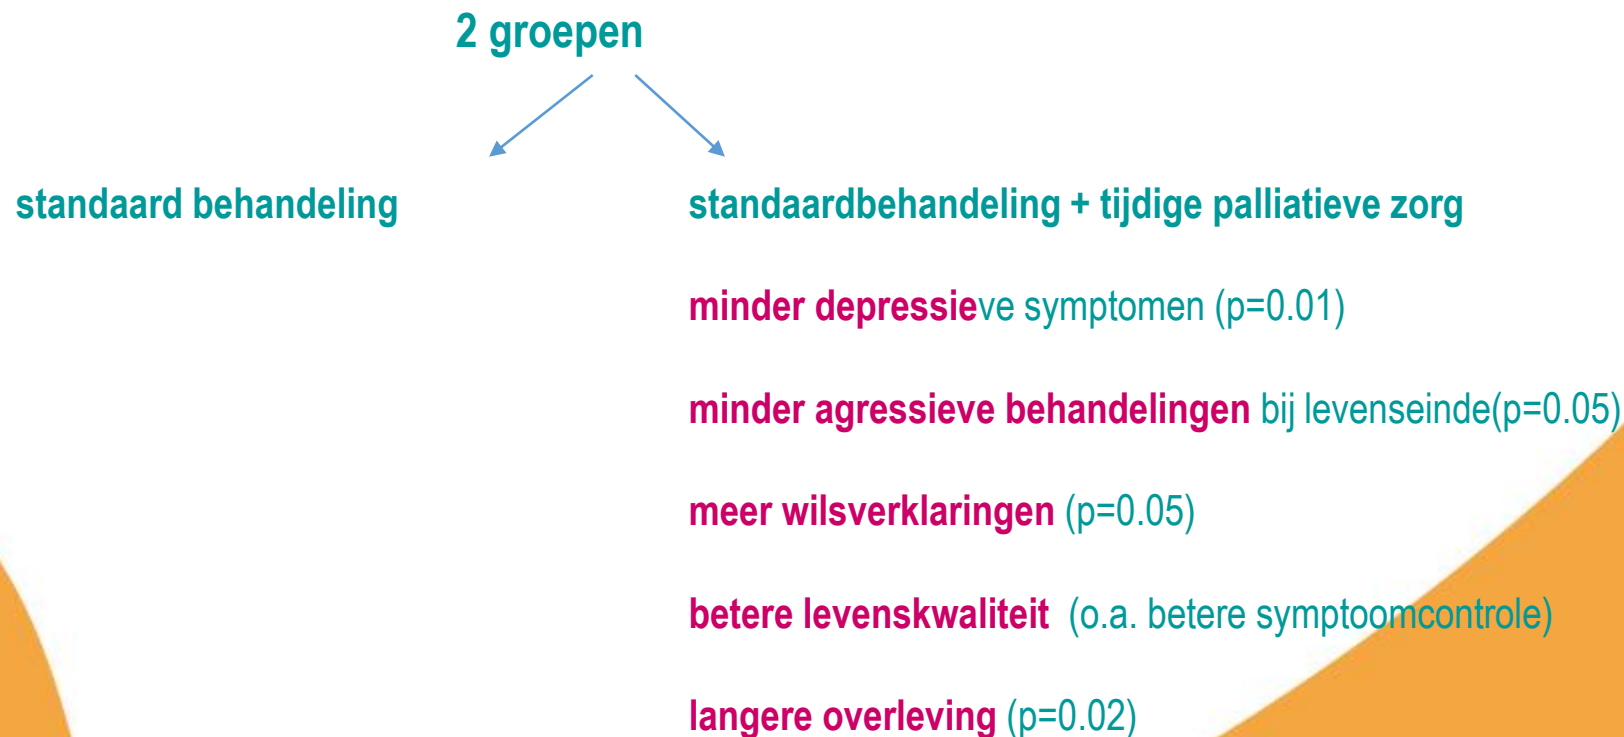 2 groepen
standaard behandeling
standaardbehandeling + tijdige palliatieve zorg
minder depressieve symptomen (p=0.01)
minder agressieve behandelingen bij levenseinde(p=0.05)
meer wilsverklaringen (p=0.05)
betere levenskwaliteit (o.a. betere symptoomcontrole)
langere overleving (p=0.02)